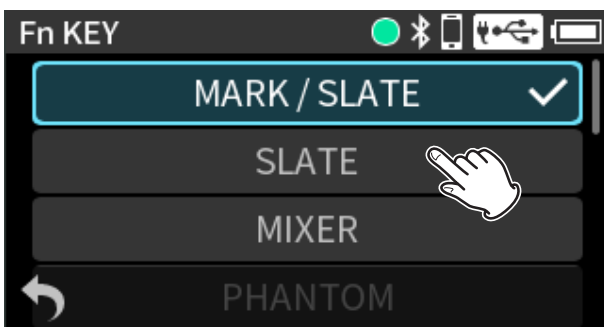 Fn KEY
MARK / SLATE
SLATE
MIXER
PHANTOM